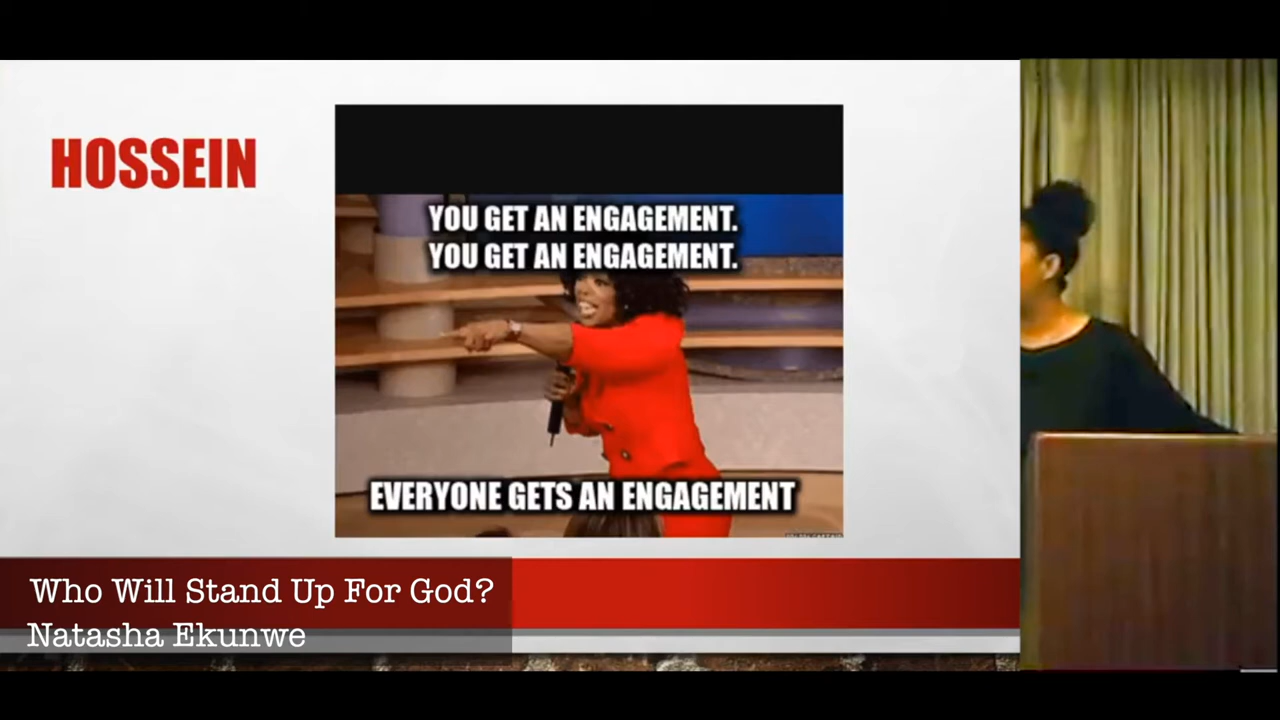 HOSSEIN
YOU GET AN ENGAGEMENT.
YOU GET AN ENGAGEMENT.
EVERYONE GETS AN ENGAGEMENT
Who Will Stand Up For God?
Natasha Ekunwe